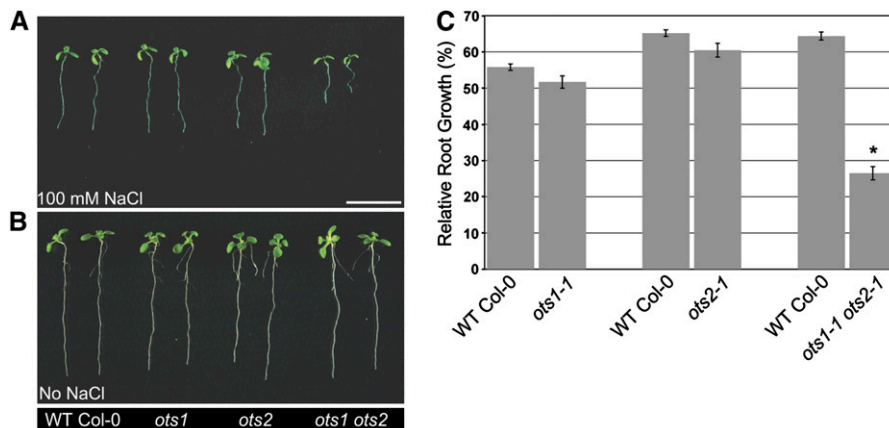 A
100 mM NaCl
B
No NaCl
WT Col-0 ots1 ots2 ots1 ots2
C
Relative Root Growth (%)
70
60
50
40
30
20
10
0
*
WT Col-0
ots1-1
WT Col-0
ots2-1
WT Col-0
ots1-1 ots2-1